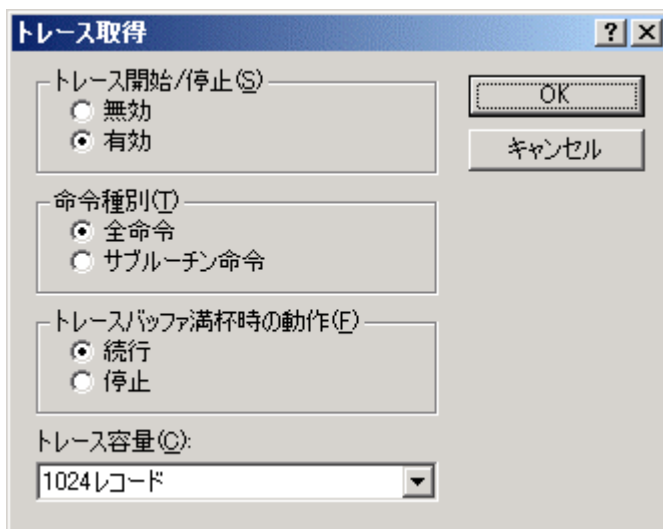 トレース取得
トレース開始/停止(S)
無効
有効
OK
キャンセル
命令種別(T)
全命令
サブルーチン命令
トレースバッファ満杯時の動作(F)
続行
停止
トレース容量(C):
1024レコード